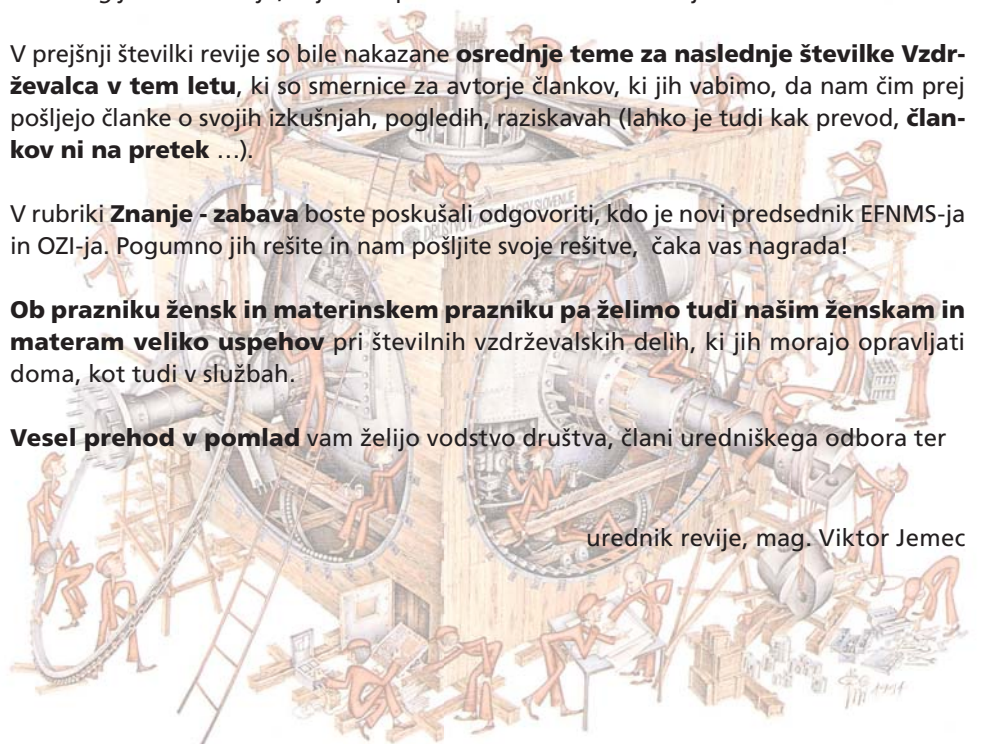 V prejšnji številki revije so bile nakazane osrednje teme za naslednje številke Vzdr-
ževalca v tem letu, ki so smernice za avtorje člankov, ki jih vabimo, da nam čim prej
pošljejo članke o svojih izkušnjah, pogledih, raziskavah (lahko je tudi kak prevod, član-
kov ni na pretek …).
V rubriki Znanje - zabava boste poskušali odgovoriti, kdo je novi predsednik EFNMS-ja
in OZI-ja. Pogumno jih rešite in nam pošljite svoje rešitve, čaka vas nagrada!
DRUŠTVO VZDRŽEVALCEV SLOVENIJE
Ob prazniku žensk in materinskem prazniku pa želimo tudi našim ženskam in
materam veliko uspehov pri številnih vzdrževalskih delih, ki jih morajo opravljati
doma, kot tudi v službah.
Vesel prehod v pomlad vam želijo vodstvo društva, člani uredniškega odbora ter
urednik revije, mag. Viktor Jemec